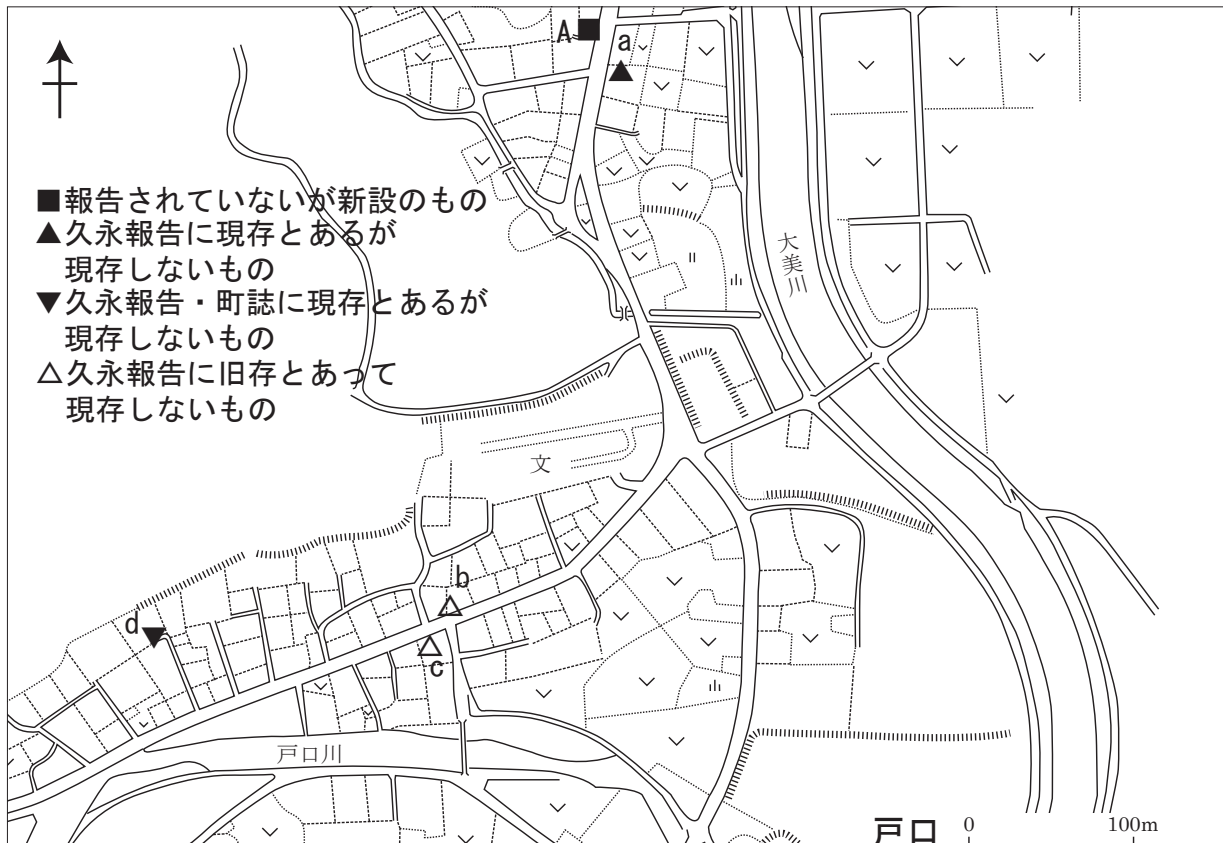 A
a
■報告されていないが新設のもの
▲久永報告に現存とあるが
現存しないもの
▼久永報告・町誌に現存とあるが
現存しないもの
△久永報告に旧存とあって
現存しないもの
大美川
文
b
d
c
戸口川
戸口
0 100m